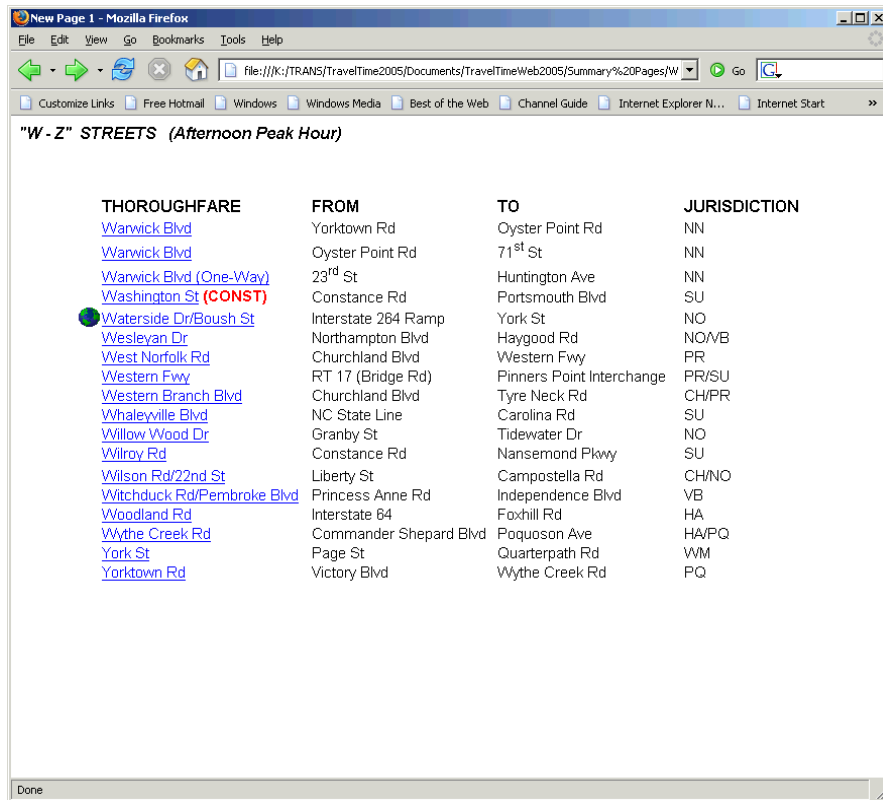 New Page 1 - Mozilla Firefox
File Edit View Go Bookmarks Tools Help
file:///K:/TRANS/TravelTime2005/Documents/TravelTimeWeb2005/Summary%20Pages/W Go G
Customize Links Free Hotmail Windows Windows Media Best of the Web Channel Guide Internet Explorer N... Internet Start »
"W - Z" STREETS (Afternoon Peak Hour)
THOROUGHFARE FROM TO JURISDICTION
Warwick Blvd Yorktown Rd Oyster Point Rd NN
Warwick Blvd Oyster Point Rd 71st St NN
Warwick Blvd (One-Way) 23rd St Huntington Ave NN
Washington St (CONST) Constance Rd Portsmouth Blvd SU
Waterside Dr/Boush St Interstate 264 Ramp York St NO
Wesleyan Dr Northampton Blvd Haygood Rd NO/VB
West Norfolk Rd Churchland Blvd Western Fwy PR
Western Fwy RT 17 (Bridge Rd) Pinners Point Interchange PR/SU
Western Branch Blvd Churchland Blvd Tyre Neck Rd CH/PR
Whaleyville Blvd NC State Line Carolina Rd SU
Willow Wood Dr Granby St Tidewater Dr NO
Wilroy Rd Constance Rd Nansemond Pkwy SU
Wilson Rd/22nd St Liberty St Campostella Rd CH/NO
Witchduck Rd/Pembroke Blvd Princess Anne Rd Independence Blvd VB
Woodland Rd Interstate 64 Foxhill Rd HA
Wythe Creek Rd Commander Shepard Blvd Poquoson Ave HA/PQ
York St Page St Quarterpath Rd WM
Yorktown Rd Victory Blvd Wythe Creek Rd PQ
Done